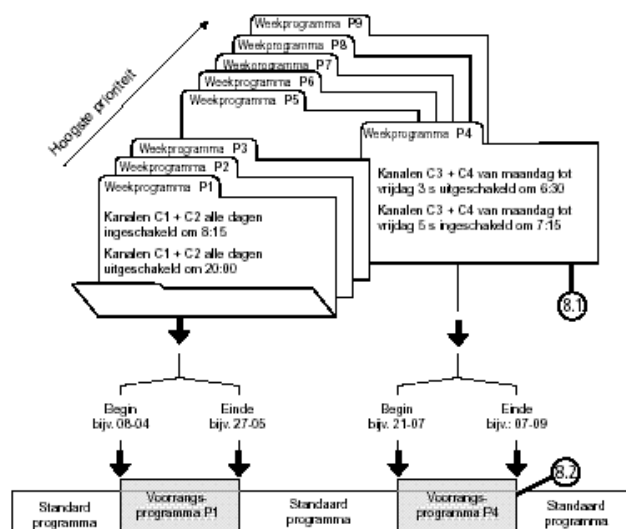 Hoogste prioriteit
Weekprogramma P9
Weekprogramma P8
Weekprogramma P7
Weekprogramma P6
Weekprogramma P5
Weekprogramma P4
Weekprogramma P3
Weekprogramma P2
Weekprogramma P1
Kanalen C1 + C2 alle dagen
ingeschakeld om 8:15
Kanalen C1 + C2 alle dagen
uitgeschakeld om 20:00
Kanalen C3 + C4 van maandag tot
vrijdag 3 s uitgeschakeld om 6:30
Kanalen C3 + C4 van maandag tot
vrijdag 5 s ingeschakeld om 7:15
8.1
Begin
bijv. 08-04
Einde
bijv. 27-05
Begin
bijv. 21-07
Einde
bijv.: 07-09
8.2
Standaard
programma
Voorrangs-
programma P1
Standaard
programma
Voorrangs-
programma P4
Standaard
programma